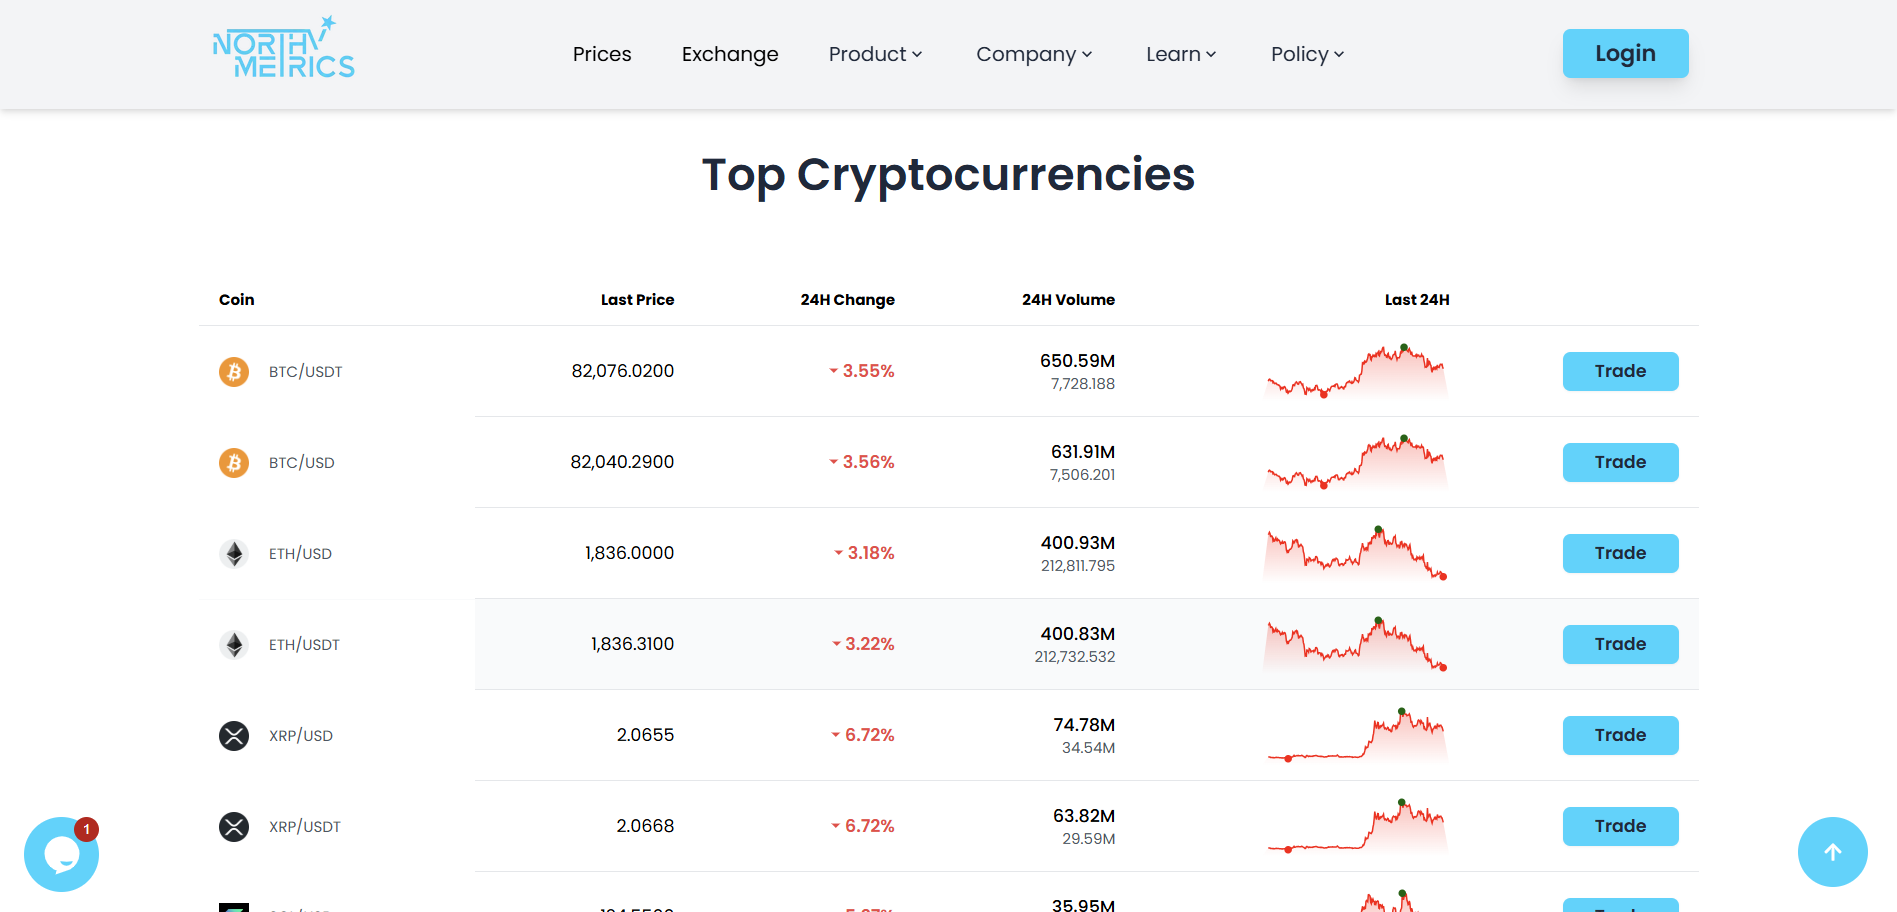 NORTH METRICS
Prices Exchange Product Company Learn Policy Login
Top Cryptocurrencies
Coin Last Price 24H Change 24H Volume Last 24H
BTC/USDT 82,076.0200 3.55% 650.59M Trade
7,728.188
BTC/USD 82,040.2900 3.56% 631.91M Trade
7,506.201
ETH/USD 1,836.0000 3.18% 400.93M Trade
212,811.795
ETH/USDT 1,836.3100 3.22% 400.83M Trade
212,732.532
XRP/USD 2.0655 6.72% 74.78M Trade
34.54M
XRP/USDT 2.0668 6.72% 63.82M Trade
29.59M
1
35.95M